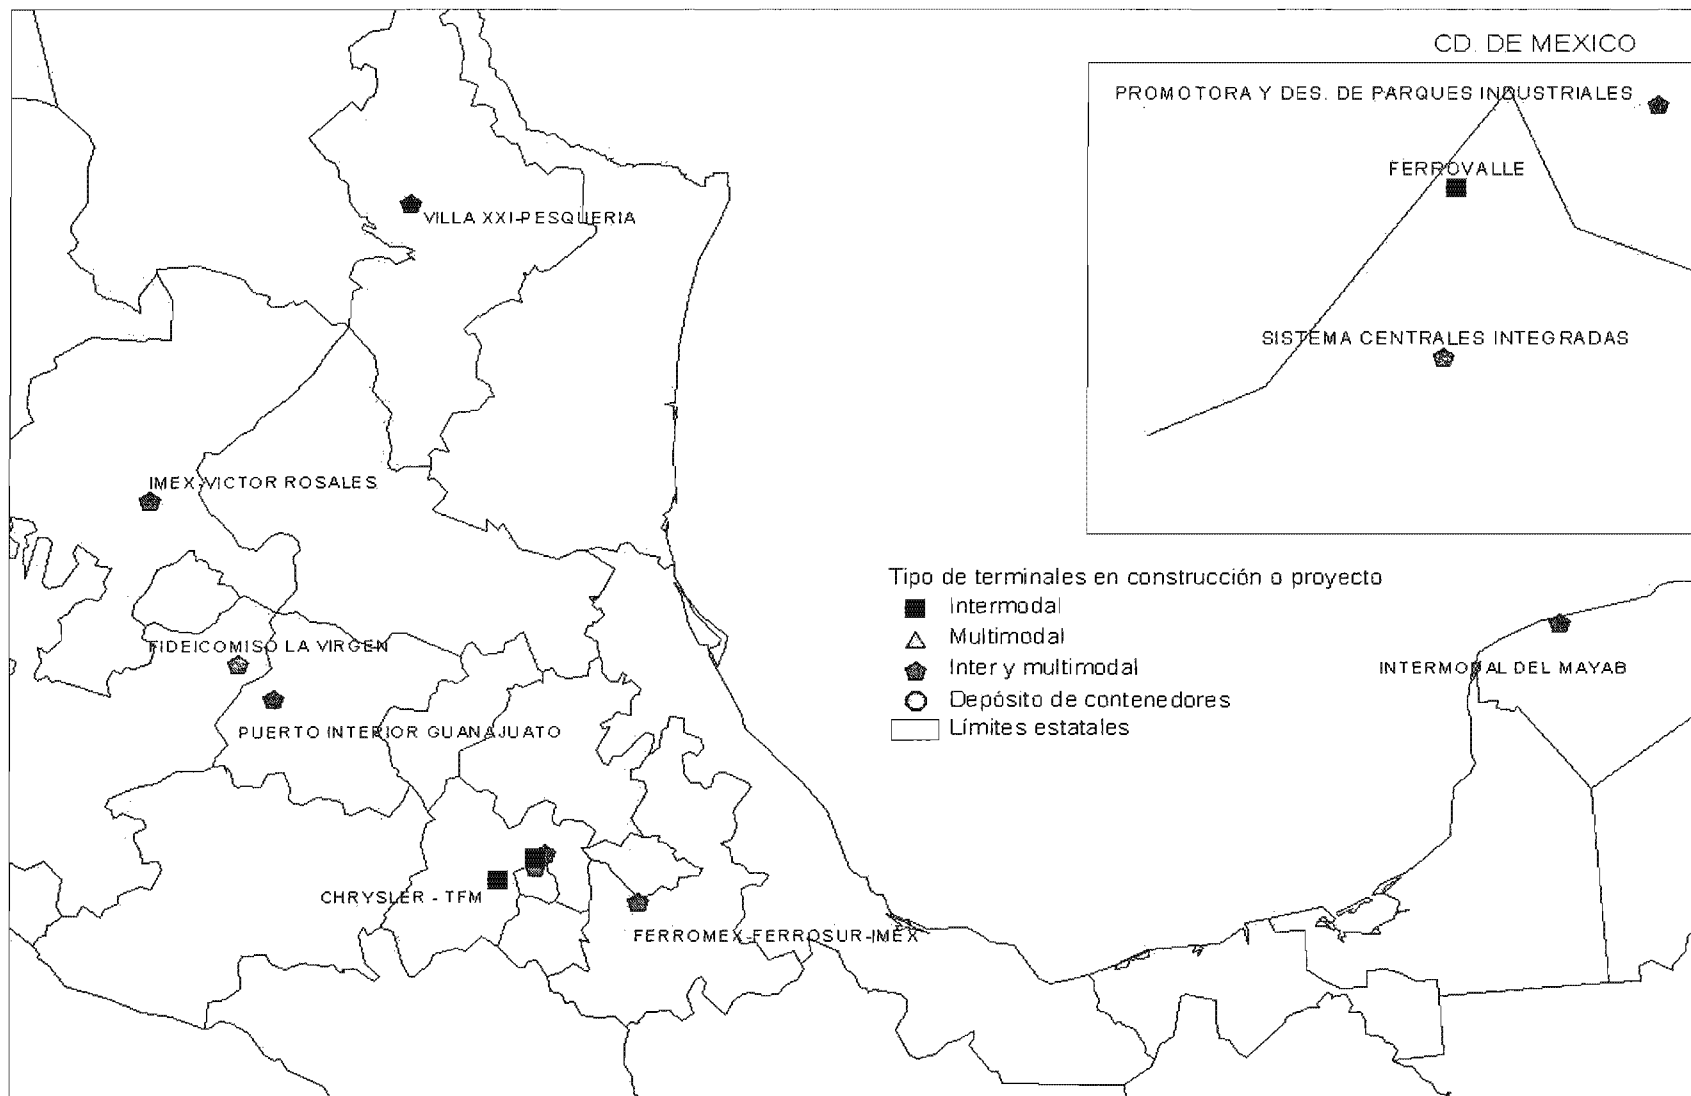 CD. DE MEXICO
PROMOTORA Y DES. DE PARQUES INDUSTRIALES
FERROVALLE
VILLA XXI-PESQUERIA
SISTEMA CENTRALES INTEGRADAS
IMEX-VICTOR ROSALES
Tipo de terminales en construcción o proyecto
Intermodal
Multimodal
Inter y multimodal
Depósito de contenedores
Límites estatales
FIDEICOMISO LA VIRGEN
INTERMODAL DEL MAYAB
PUERTO INTERIOR GUANAJUATO
CHRYSLER - TFM
FERROMEX-FERROSUR-IMEX